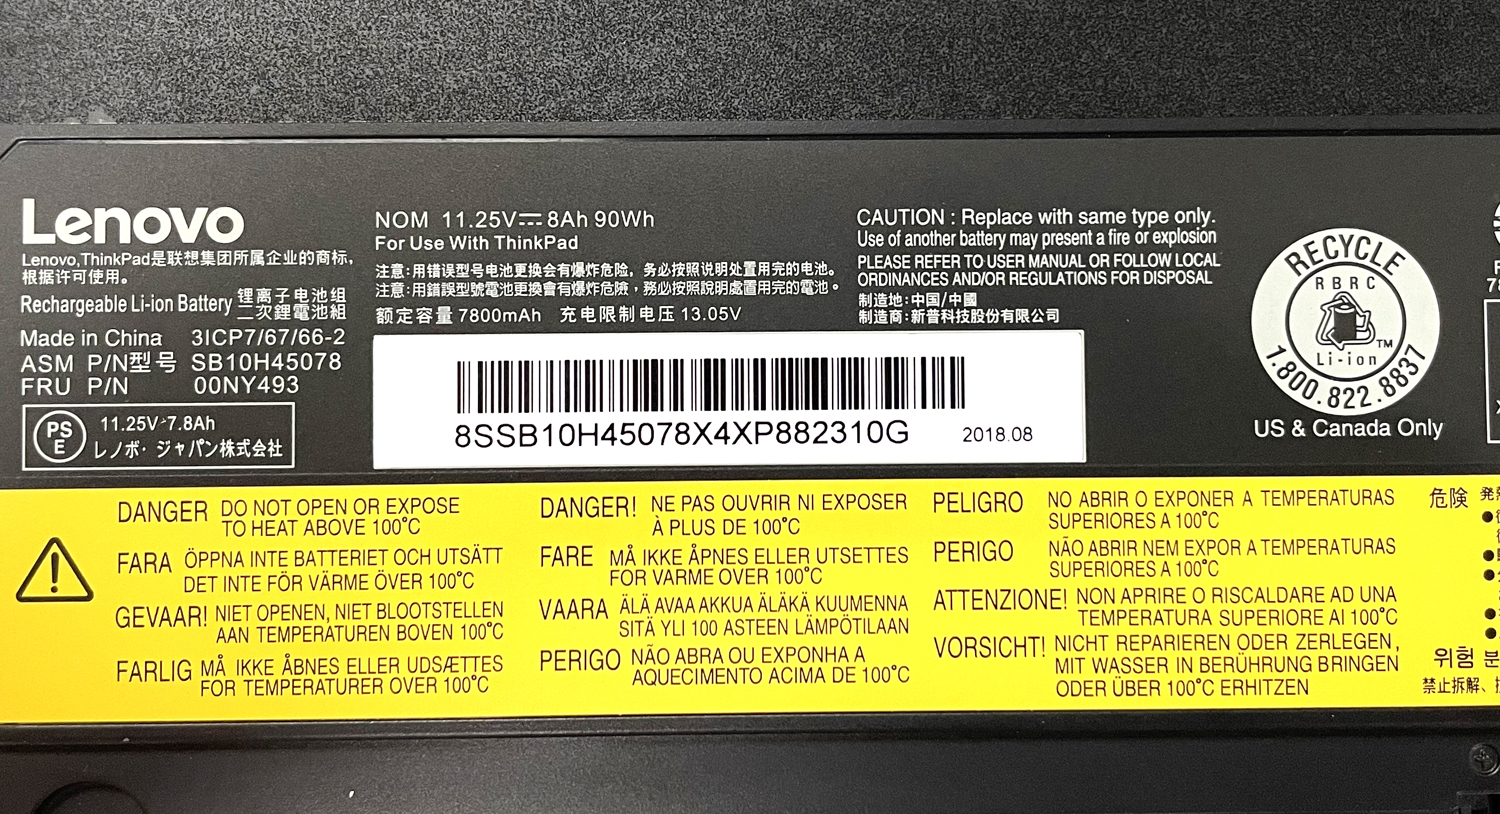 Lenovo
Lenovo,ThinkPad是联想集团所属企业的商标,
根据许可使用。
Rechargeable Li-ion Battery 锂离子电池组
二次鋰電池組
Made in China 3ICP7/67/66-2
ASM P/N型号 SB10H45078
FRU P/N 00NY493
PS
E
11.25V⎓7.8Ah
レノボ・ジャパン株式会社
NOM 11.25V⎓8Ah 90Wh
For Use With ThinkPad
注意:用错误型号电池更换会有爆炸危险, 务必按照说明处置用完的电池。
注意:用錯誤型號電池更換會有爆炸危險,務必按照說明處置用完的電池。
额定容量 7800mAh 充电限制电压 13.05V
8SSB10H45078X4XP882310G 2018.08
CAUTION : Replace with same type only.
Use of another battery may present a fire or explosion
PLEASE REFER TO USER MANUAL OR FOLLOW LOCAL
ORDINANCES AND/OR REGULATIONS FOR DISPOSAL
制造地:中国/中國
制造商:新普科技股份有限公司
RECYCLE
RBRC
TM
Li-ion
1.800.822.8837
US & Canada Only
DANGER DO NOT OPEN OR EXPOSE
TO HEAT ABOVE 100°C
FARA ÖPPNA INTE BATTERIET OCH UTSÄTT
DET INTE FÖR VÄRME ÖVER 100°C
GEVAAR! NIET OPENEN, NIET BLOOTSTELLEN
AAN TEMPERATUREN BOVEN 100°C
FARLIG MÅ IKKE ÅBNES ELLER UDSÆTTES
FOR TEMPERATURER OVER 100°C
DANGER! NE PAS OUVRIR NI EXPOSER
À PLUS DE 100°C
FARE MÅ IKKE ÅPNES ELLER UTSETTES
FOR VARME OVER 100°C
VAARA ÄLÄ AVAA AKKUA ÄLÄKÄ KUUMENNA
SITÄ YLI 100 ASTEEN LÄMPÖTILAAN
PERIGO NÃO ABRA OU EXPONHA A
AQUECIMENTO ACIMA DE 100°C
PELIGRO NO ABRIR O EXPONER A TEMPERATURAS
SUPERIORES A 100°C
PERIGO NÃO ABRIR NEM EXPOR A TEMPERATURAS
SUPERIORES A 100°C
ATTENZIONE! NON APRIRE O RISCALDARE AD UNA
TEMPERATURA SUPERIORE AI 100°C
VORSICHT! NICHT REPARIEREN ODER ZERLEGEN,
MIT WASSER IN BERÜHRUNG BRINGEN
ODER ÜBER 100°C ERHITZEN
危険
위험 분
禁止拆解、